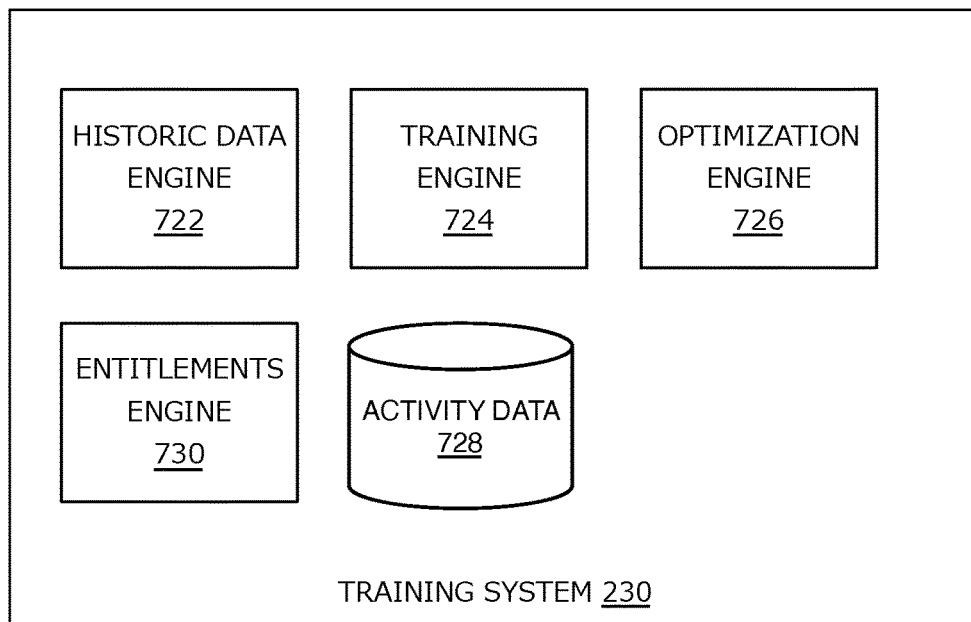 HISTORIC DATA
ENGINE
722
TRAINING
ENGINE
724
OPTIMIZATION
ENGINE
726
ENTITLEMENTS
ENGINE
730
ACTIVITY DATA
728
TRAINING SYSTEM 230